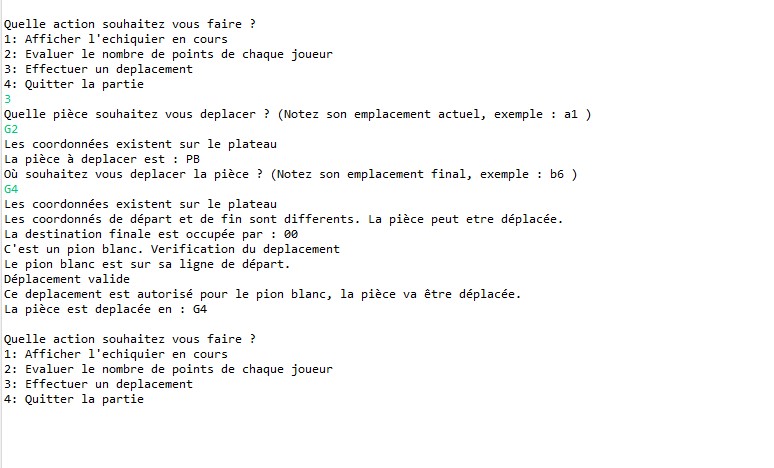 Quelle action souhaitez vous faire ?
1: Afficher l'echiquier en cours
2: Evaluer le nombre de points de chaque joueur
3: Effectuer un deplacement
4: Quitter la partie
3
Quelle pièce souhaitez vous deplacer ? (Notez son emplacement actuel, exemple : a1 )
G2
Les coordonnées existent sur le plateau
La pièce à deplacer est : PB
Où souhaitez vous deplacer la pièce ? (Notez son emplacement final, exemple : b6 )
G4
Les coordonnées existent sur le plateau
Les coordonnés de départ et de fin sont differents. La pièce peut etre déplacée.
La destination finale est occupée par : 00
C'est un pion blanc. Verification du deplacement
Le pion blanc est sur sa ligne de départ.
Déplacement valide
Ce deplacement est autorisé pour le pion blanc, la pièce va être déplacée.
La pièce est deplacée en : G4
Quelle action souhaitez vous faire ?
1: Afficher l'echiquier en cours
2: Evaluer le nombre de points de chaque joueur
3: Effectuer un deplacement
4: Quitter la partie